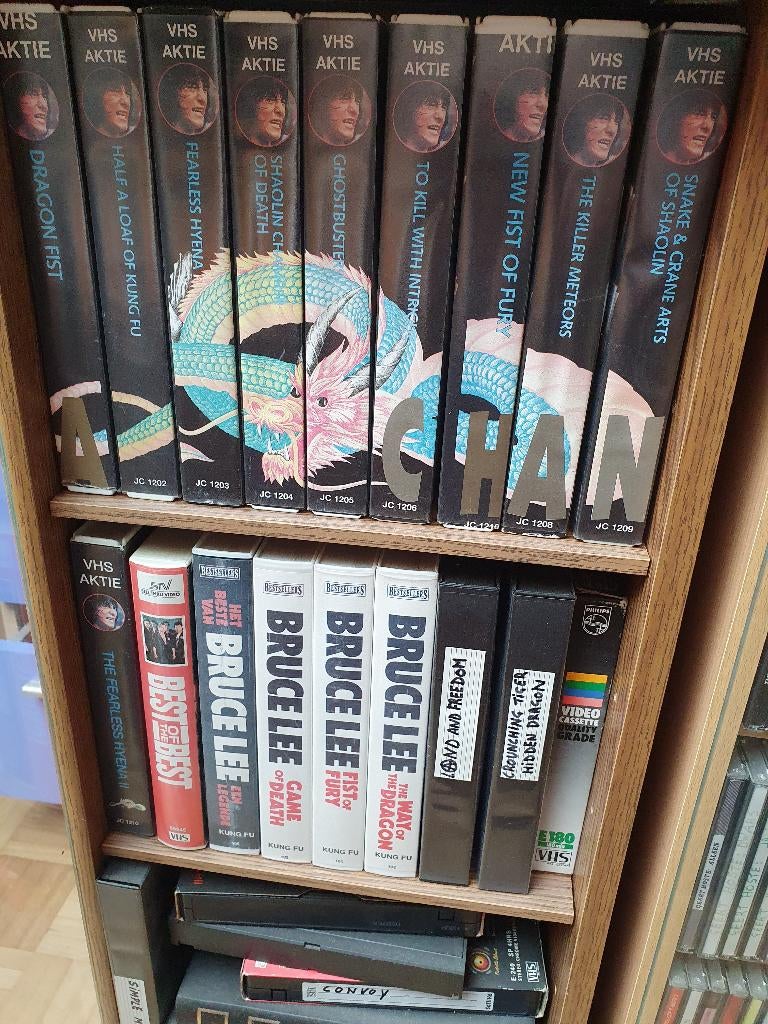 VHS
AKTIE
DRAGON FIST
A
VHS
AKTIE
HALF A LOAF OF KUNG FU
JC 1202
VHS
AKTIE
FEARLESS HYENA
JC 1203
VHS
AKTIE
SHAOLIN
OF DEATH
JC 1204
VHS
AKTIE
JC 1205
VHS
AKTIE
TO KILL WITH
C
JC 1206
AKTI
NEW FIST OF FURY
H
VHS
AKTIE
THE KILLER METEORS
A
JC 1208
VHS
AKTIE
SNAKE & CRANE ARTS
OF SHAOLIN
N
JC 1209
VHS
AKTIE
THE FEARLESS HYENA II
JC 1210
BEST OF THE BEST
VHS
BESTSELLERS
HET
BESTE
VAN
BRUCE LEE
EEN
LEGENDE
KUNG FU
BESTSELLERS
BRUCE LEE
GAME
OF DEATH
KUNG FU
BESTSELLERS
BRUCE LEE
FIST OF
FURY
KUNG FU
BESTSELLERS
BRUCE LEE
THE WAY OF
THE DRAGON
KUNG FU
LAND AND FREEDOM
CROUNCHING TIGER
HIDDEN DRAGON
PHILIPS
VIDEO
CASSETTE
QUALITY
GRADE
E180
VHS
SIMPLE
E-240
VHS
CONVOY